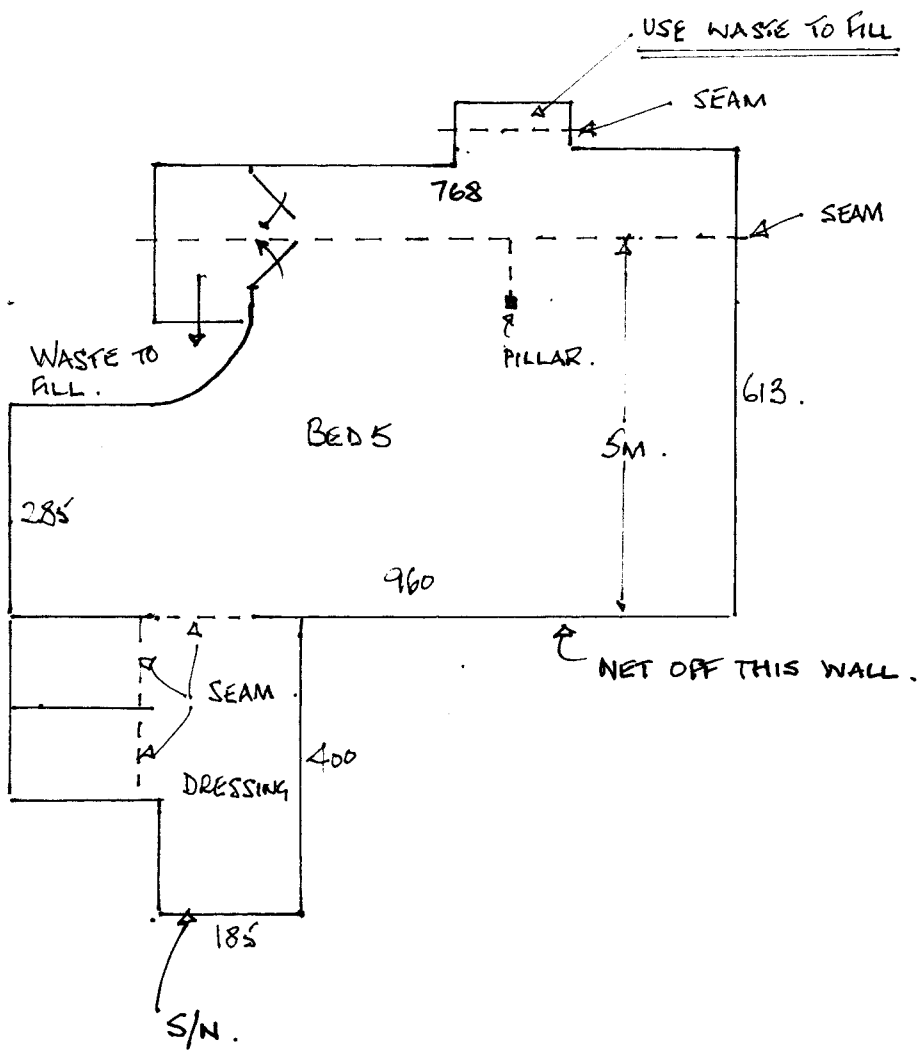 USE WASTE TO FILL
SEAM
768
SEAM
WASTE TO
FILL.
PILLAR.
613.
BED 5
5M.
285
960
NET OFF THIS WALL.
SEAM
400
DRESSING
185
S/N.